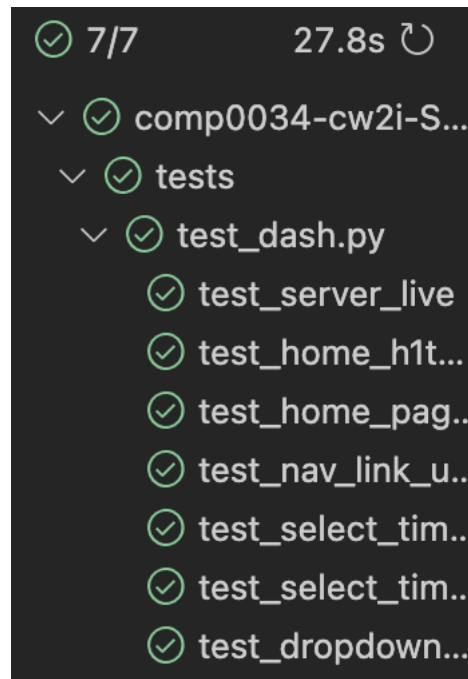 7/7 27.8s
comp0034-cw2i-S...
tests
test_dash.py
test_server_live
test_home_h1t...
test_home_pag..
test_nav_link_u..
test_select_tim..
test_select_tim..
test_dropdown...